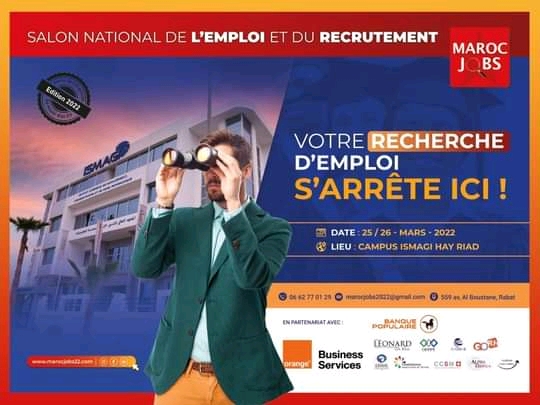 SALON NATIONAL DE L'EMPLOI ET DU RECRUTEMENT
MAROC
JOBS
Edition 2022
ISMAGI
VOTRE RECHERCHE
D'EMPLOI
S'ARRÊTE ICI !
DATE : 25 / 26 - MARS - 2022
LIEU : CAMPUS ISMAGI HAY RIAD
06 62 77 01 29
marocjobs2022@gmail.com
559 av, Al Boustane, Rabat
EN PARTENARIAT AVEC :
BANQUE
POPULAIRE
orange
Business
Services
LÉONARD
CCBM
www.marocjobs22.com